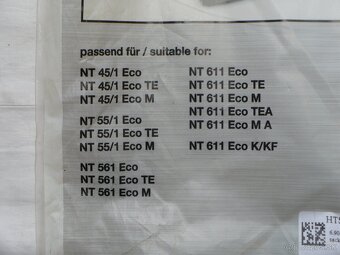 passend für / suitable for:
NT 45/1 Eco
NT 45/1 Eco TE
NT 45/1 Eco M
NT 55/1 Eco
NT 55/1 Eco TE
NT 55/1 Eco M
NT 561 Eco
NT 561 Eco TE
NT 561 Eco M
NT 611 Eco
NT 611 Eco TE
NT 611 Eco M
NT 611 Eco TEA
NT 611 Eco M A
NT 611 Eco K/KF